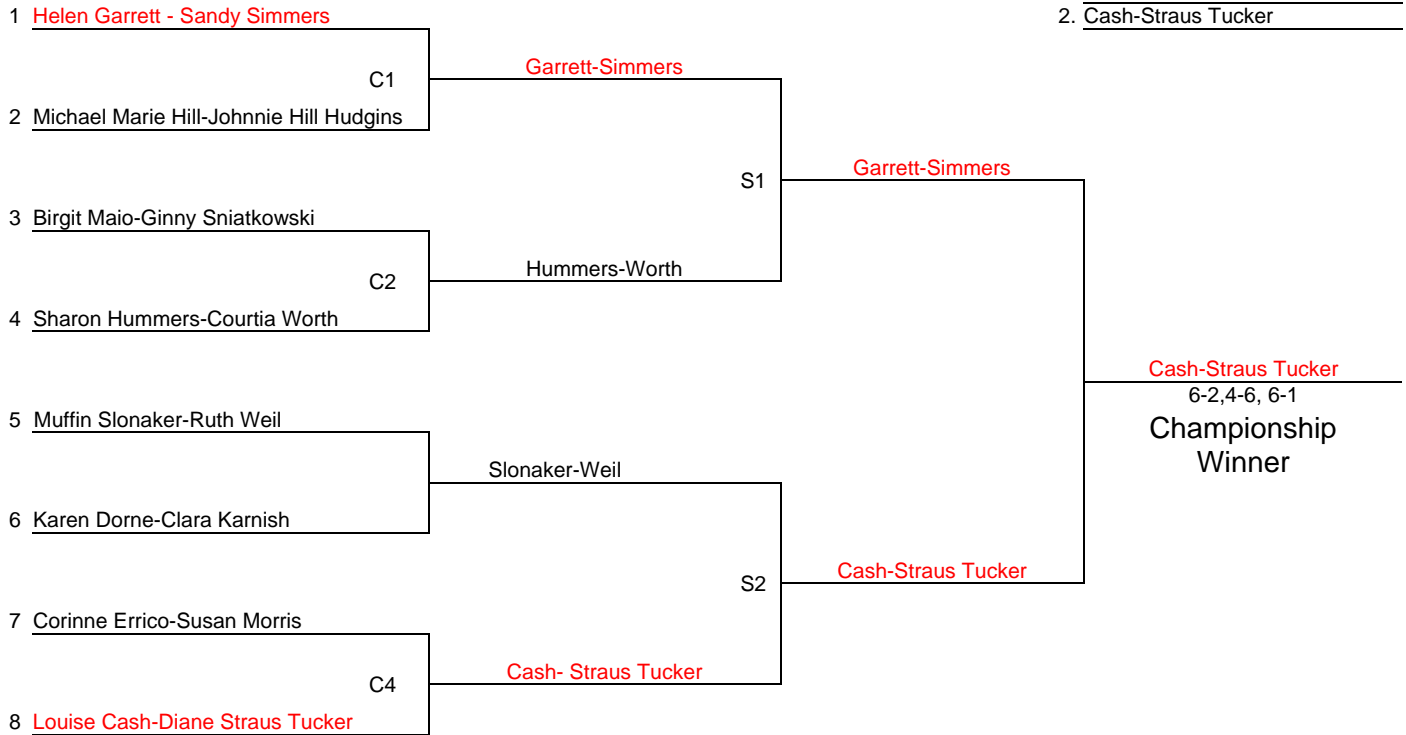 1 Helen Garrett - Sandy Simmers
2. Cash-Straus Tucker
Garrett-Simmers
C1
2 Michael Marie Hill-Johnnie Hill Hudgins
Garrett-Simmers
S1
3 Birgit Maio-Ginny Sniatkowski
Hummers-Worth
C2
4 Sharon Hummers-Courtia Worth
Cash-Straus Tucker
6-2,4-6, 6-1
5 Muffin Slonaker-Ruth Weil
Championship
Winner
Slonaker-Weil
6 Karen Dorne-Clara Karnish
Cash-Straus Tucker
S2
7 Corinne Errico-Susan Morris
Cash- Straus Tucker
C4
8 Louise Cash-Diane Straus Tucker